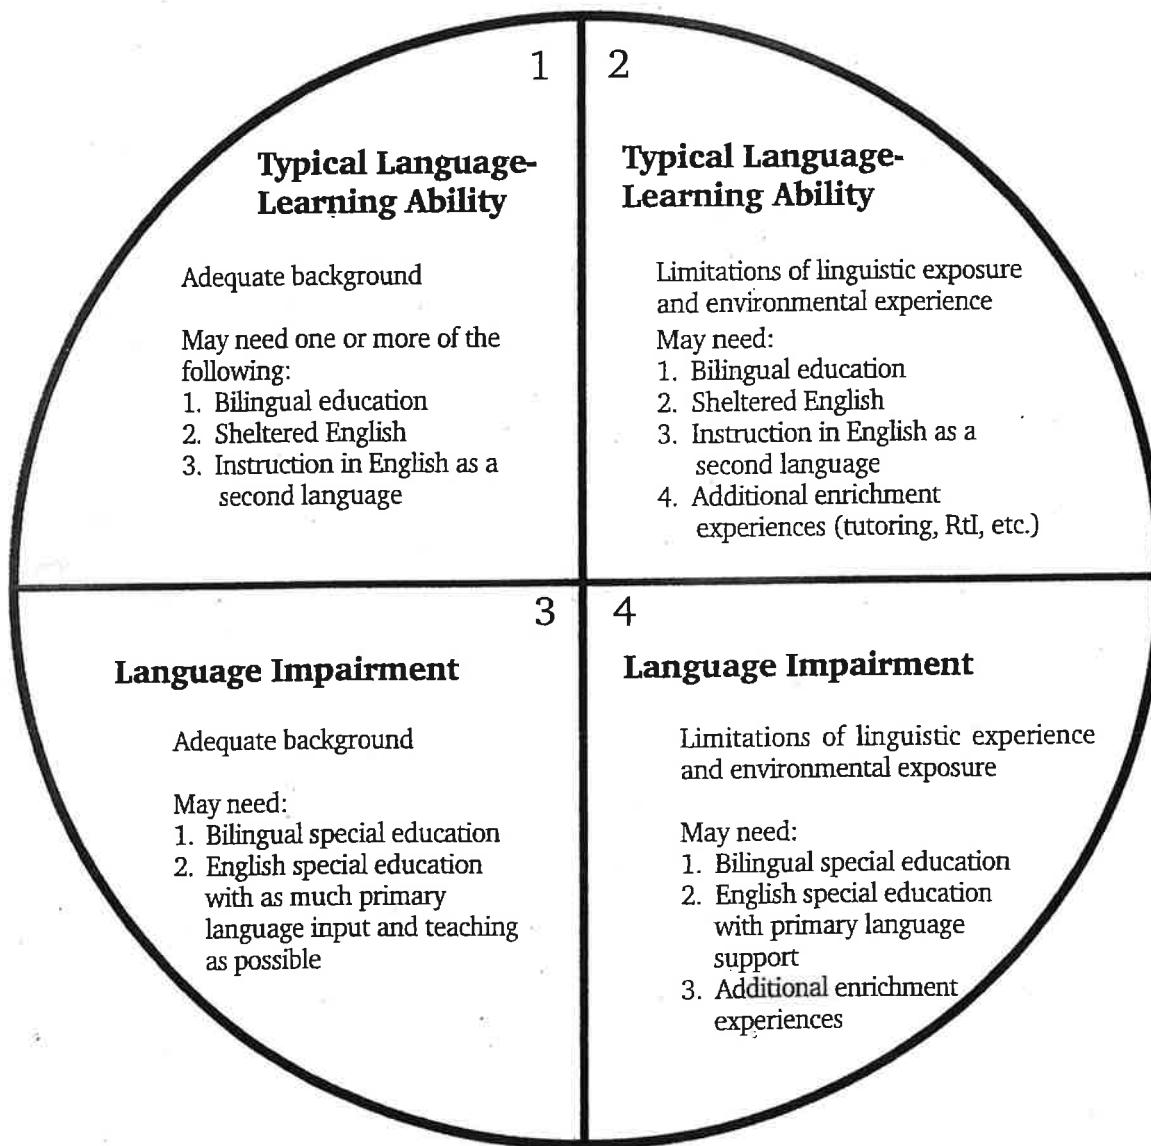 1
Typical Language-
Learning Ability
Adequate background
May need one or more of the
following:
1. Bilingual education
2. Sheltered English
3. Instruction in English as a
second language
2
Typical Language-
Learning Ability
Limitations of linguistic exposure
and environmental experience
May need:
1. Bilingual education
2. Sheltered English
3. Instruction in English as a
second language
4. Additional enrichment
experiences (tutoring, RtI, etc.)
3
Language Impairment
Adequate background
May need:
1. Bilingual special education
2. English special education
with as much primary
language input and teaching
as possible
4
Language Impairment
Limitations of linguistic experience
and environmental exposure
May need:
1. Bilingual special education
2. English special education
with primary language
support
3. Additional enrichment
experiences